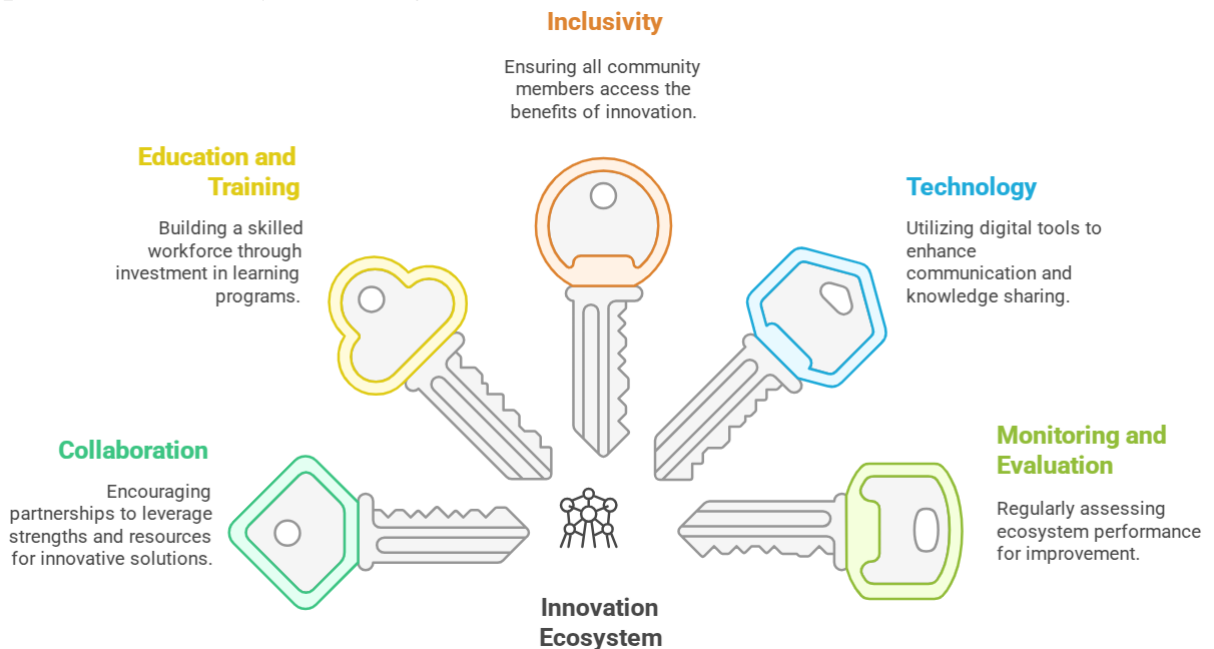 Inclusivity
Ensuring all community
members access the
benefits of innovation.
Education and
Training
Building a skilled
workforce through
investment in learning
programs.
Technology
Utilizing digital tools to
enhance
communication and
knowledge sharing.
Collaboration
Encouraging
partnerships to leverage
strengths and resources
for innovative solutions.
Monitoring and
Evaluation
Regularly assessing
ecosystem performance
for improvement.
Innovation
Ecosystem